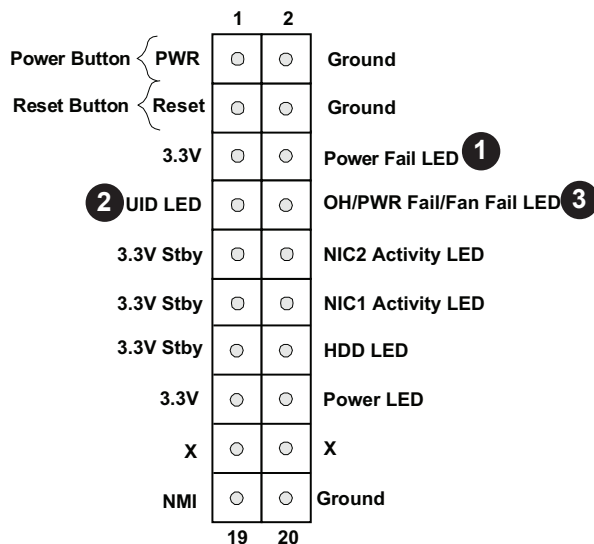 1 2
Power Button PWR Ground
Reset Button Reset Ground
3.3V Power Fail LED 1
2 UID LED OH/PWR Fail/Fan Fail LED 3
3.3V Stby NIC2 Activity LED
3.3V Stby NIC1 Activity LED
3.3V Stby HDD LED
3.3V Power LED
X X
NMI Ground
19 20